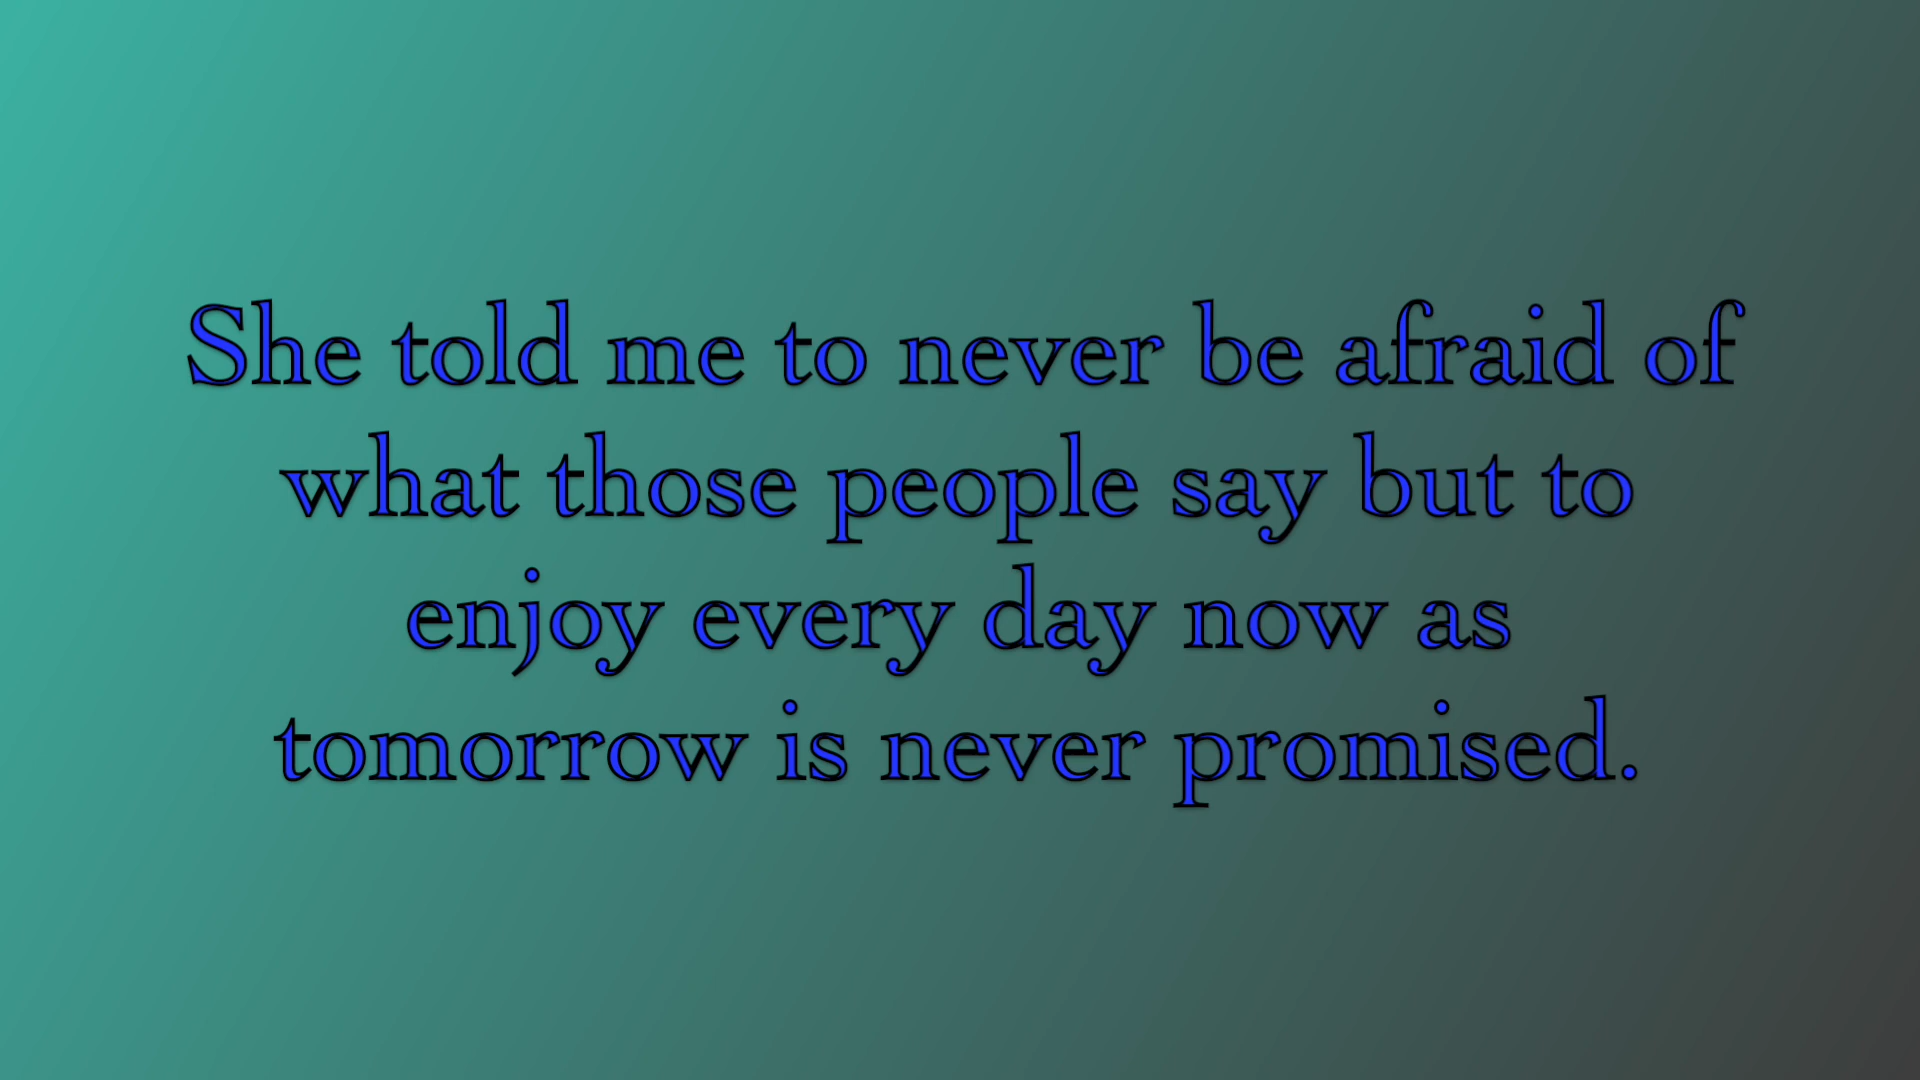 She told me to never be afraid of
what those people say but to
enjoy every day now as
tomorrow is never promised.